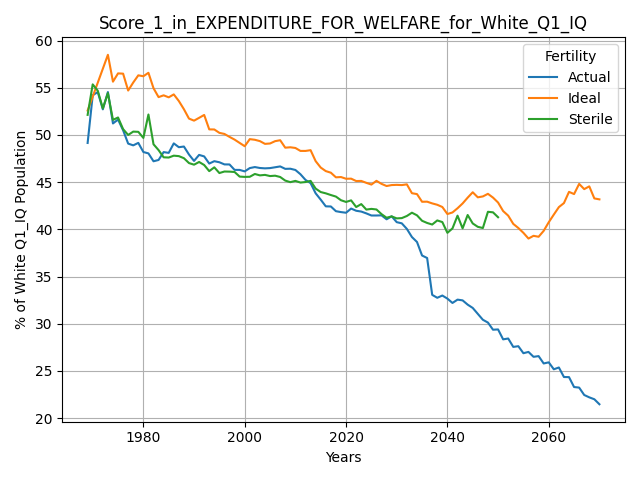 Score_1_in_EXPENDITURE_FOR_WELFARE_for_White_Q1_IQ
Fertility
Actual
Ideal
Sterile
% of White Q1_IQ Population
60
55
50
45
40
35
30
25
20
1980
2000
2020
2040
2060
Years